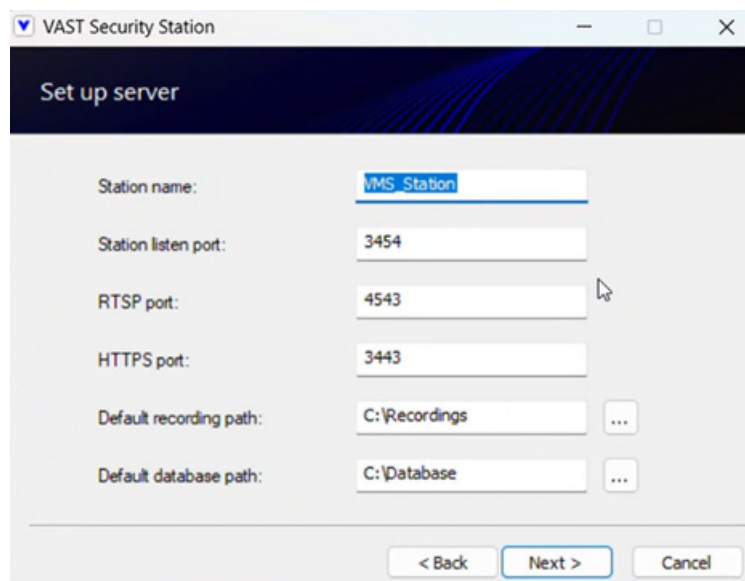 VAST Security Station
Set up server
Station name: VMS_Station
Station listen port: 3454
RTSP port: 4543
HTTPS port: 3443
Default recording path: C:\Recordings ...
Default database path: C:\Database ...
< Back Next > Cancel